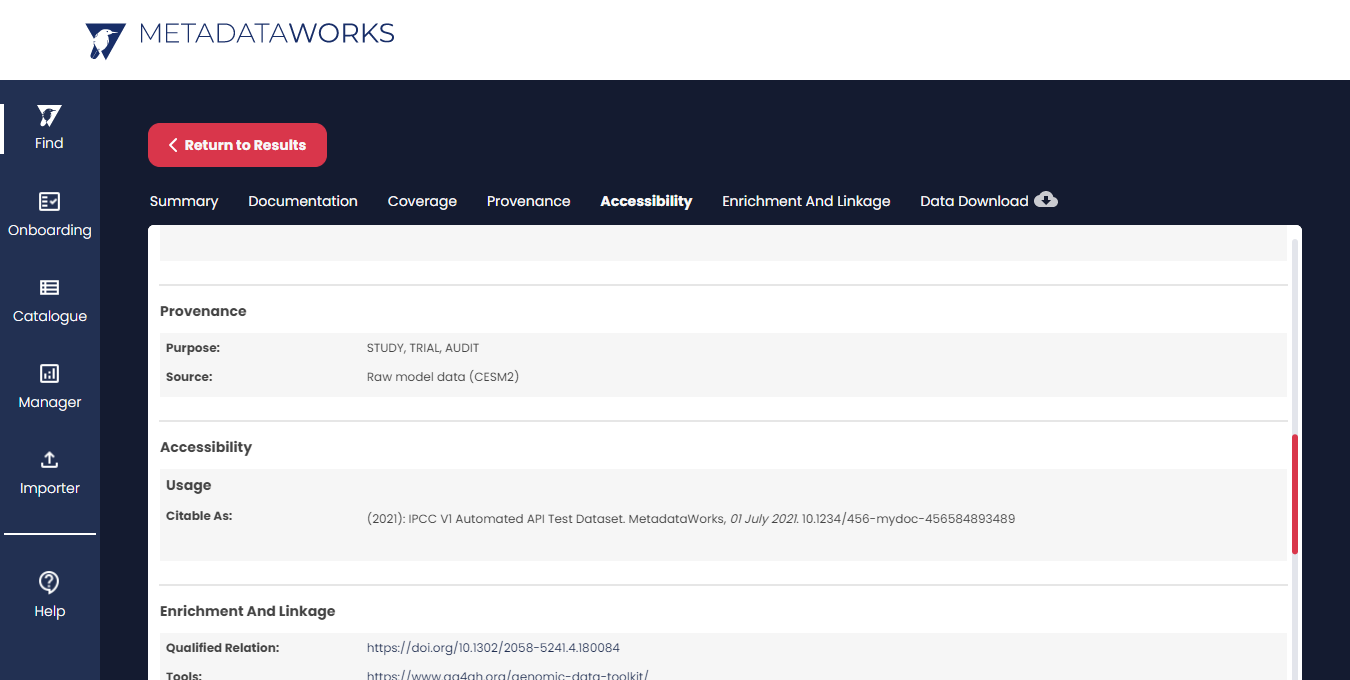 METADATAWORKS
Find
Onboarding
Catalogue
Manager
Importer
Help
Return to Results
Summary Documentation Coverage Provenance Accessibility Enrichment And Linkage Data Download
Provenance
Purpose: STUDY, TRIAL, AUDIT
Source: Raw model data (CESM2)
Accessibility
Usage
Citable As: (2021): IPCC V1 Automated API Test Dataset. MetadataWorks, 01 July 2021. 10.1234/456-mydoc-456584893489
Enrichment And Linkage
Qualified Relation: https://doi.org/10.1302/2058-5241.4.180084
Tools: https://www.ga4gh.org/genomic-data-toolkit/